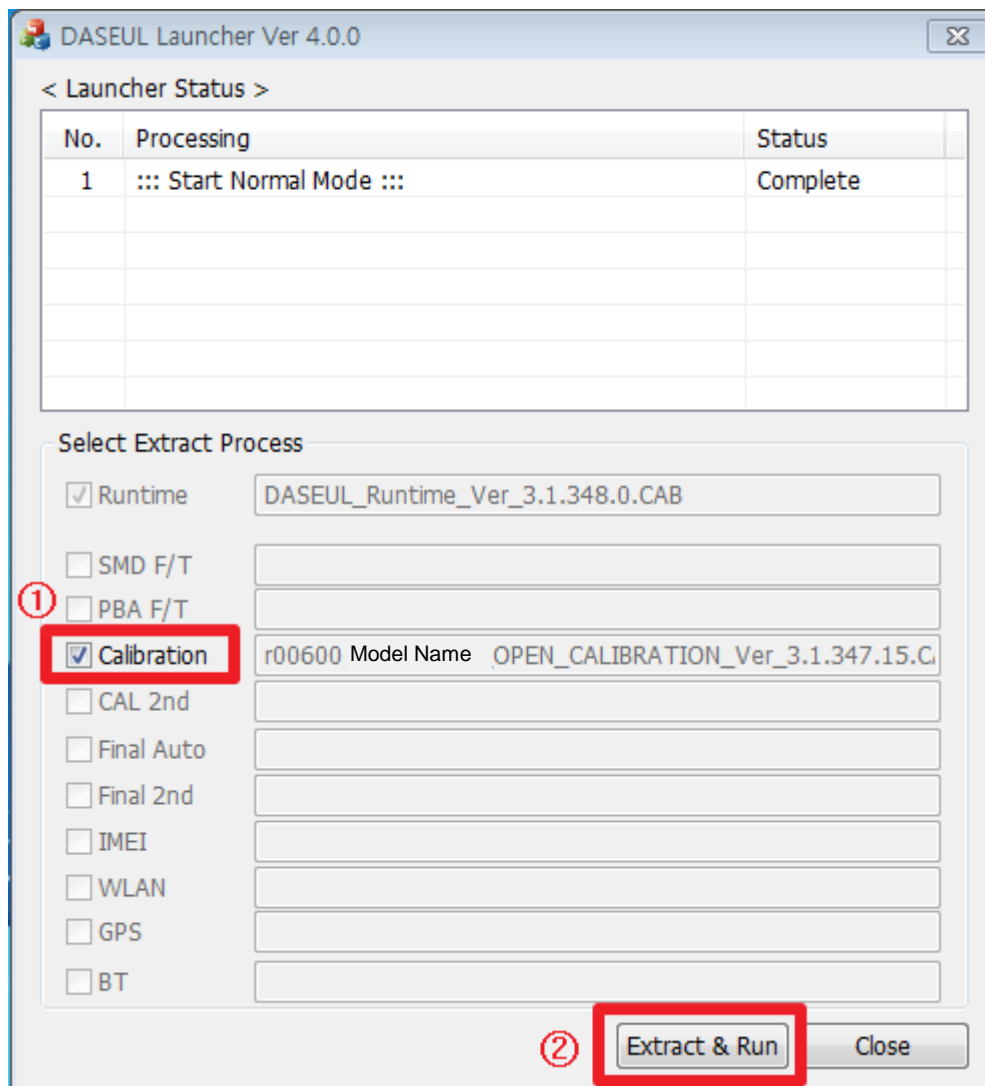 DASEUL Launcher Ver 4.0.0
< Launcher Status >
No. Processing Status
1 ::: Start Normal Mode ::: Complete
Select Extract Process
Runtime DASEUL_Runtime_Ver_3.1.348.0.CAB
SMD F/T
① PBA F/T
Calibration r00600 Model Name _OPEN_CALIBRATION_Ver_3.1.347.15.C
CAL 2nd
Final Auto
Final 2nd
IMEI
WLAN
GPS
BT
② Extract & Run Close